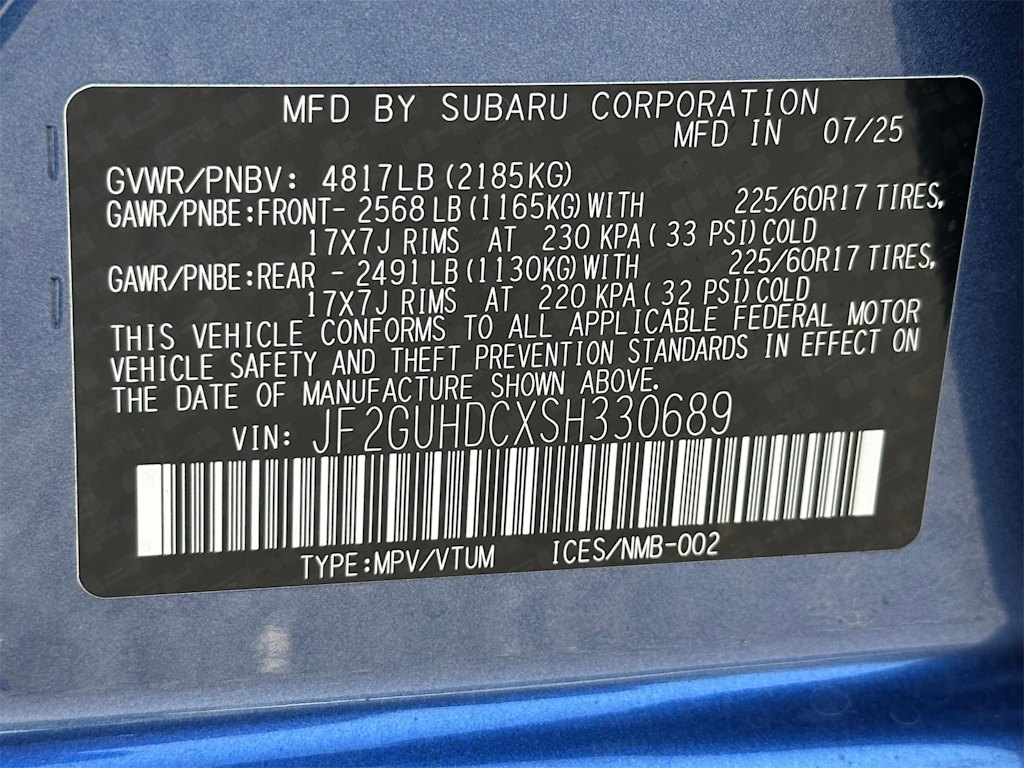 MFD BY SUBARU CORPORATION
MFD IN 07/25
GVWR/PNBV: 4817LB (2185KG)
GAWR/PNBE:FRONT- 2568 LB (1165KG) WITH 225/60R17 TIRES,
17X7J RIMS AT 230 KPA ( 33 PSI) COLD
GAWR/PNBE:REAR - 2491 LB (1130KG) WITH 225/60R17 TIRES,
17X7J RIMS AT 220 KPA ( 32 PSI) COLD
THIS VEHICLE CONFORMS TO ALL APPLICABLE FEDERAL MOTOR
VEHICLE SAFETY AND THEFT PREVENTION STANDARDS IN EFFECT ON
THE DATE OF MANUFACTURE SHOWN ABOVE.
VIN: JF2GUHDCXSH330689
TYPE:MPV/VTUM ICES/NMB-002